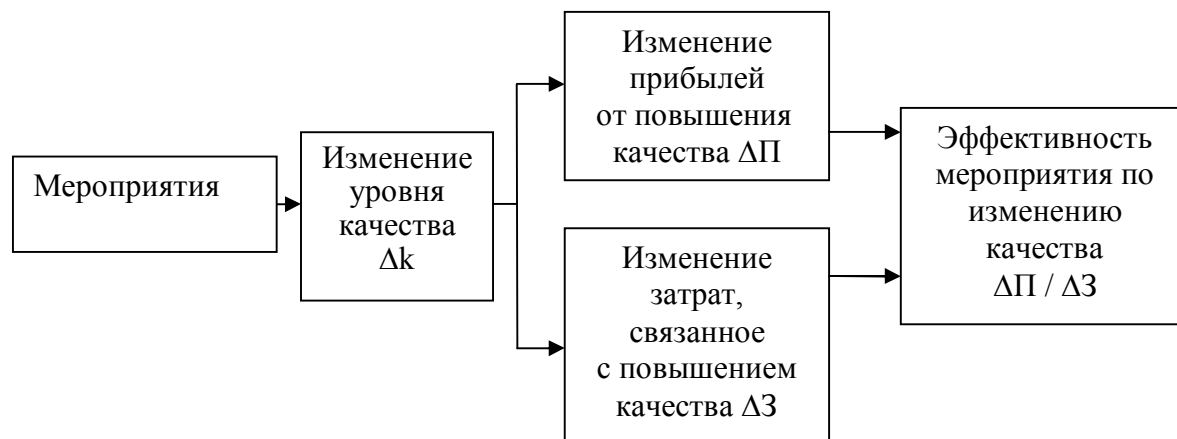 Мероприятия
Изменение
уровня
качества
Δk
Изменение
прибылей
от повышения
качества ΔП
Изменение
затрат,
связанное
с повышением
качества ΔЗ
Эффективность
мероприятия по
изменению
качества
ΔП / ΔЗ